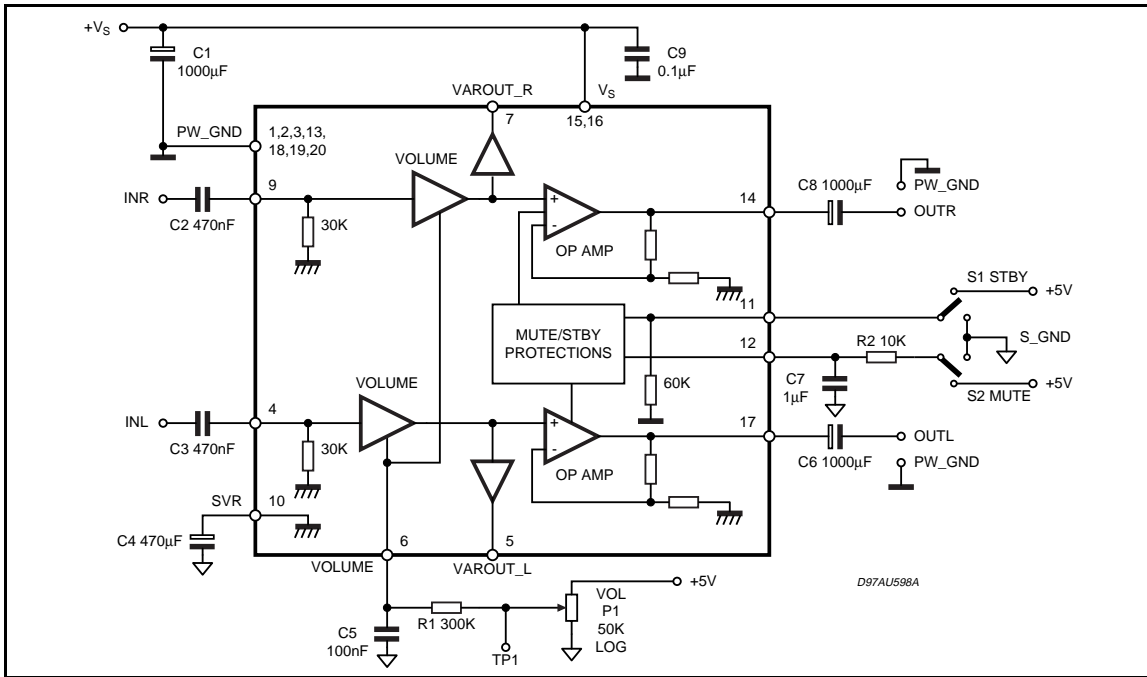 +VS
C1
1000µF
C9
0.1µF
VAROUT_R
VS
7
15,16
PW_GND
1,2,3,13,
18,19,20
VOLUME
INR
9
C2 470nF
30K
+
-
OP AMP
14
C8 1000µF
PW_GND
OUTR
S1 STBY
+5V
11
MUTE/STBY
PROTECTIONS
12
S_GND
R2 10K
C7
1µF
60K
S2 MUTE
+5V
VOLUME
INL
4
C3 470nF
30K
+
-
OP AMP
17
OUTL
C6 1000µF
PW_GND
SVR
10
C4 470µF
6
5
VOLUME
VAROUT_L
D97AU598A
+5V
VOL
P1
50K
LOG
R1 300K
C5
100nF
TP1